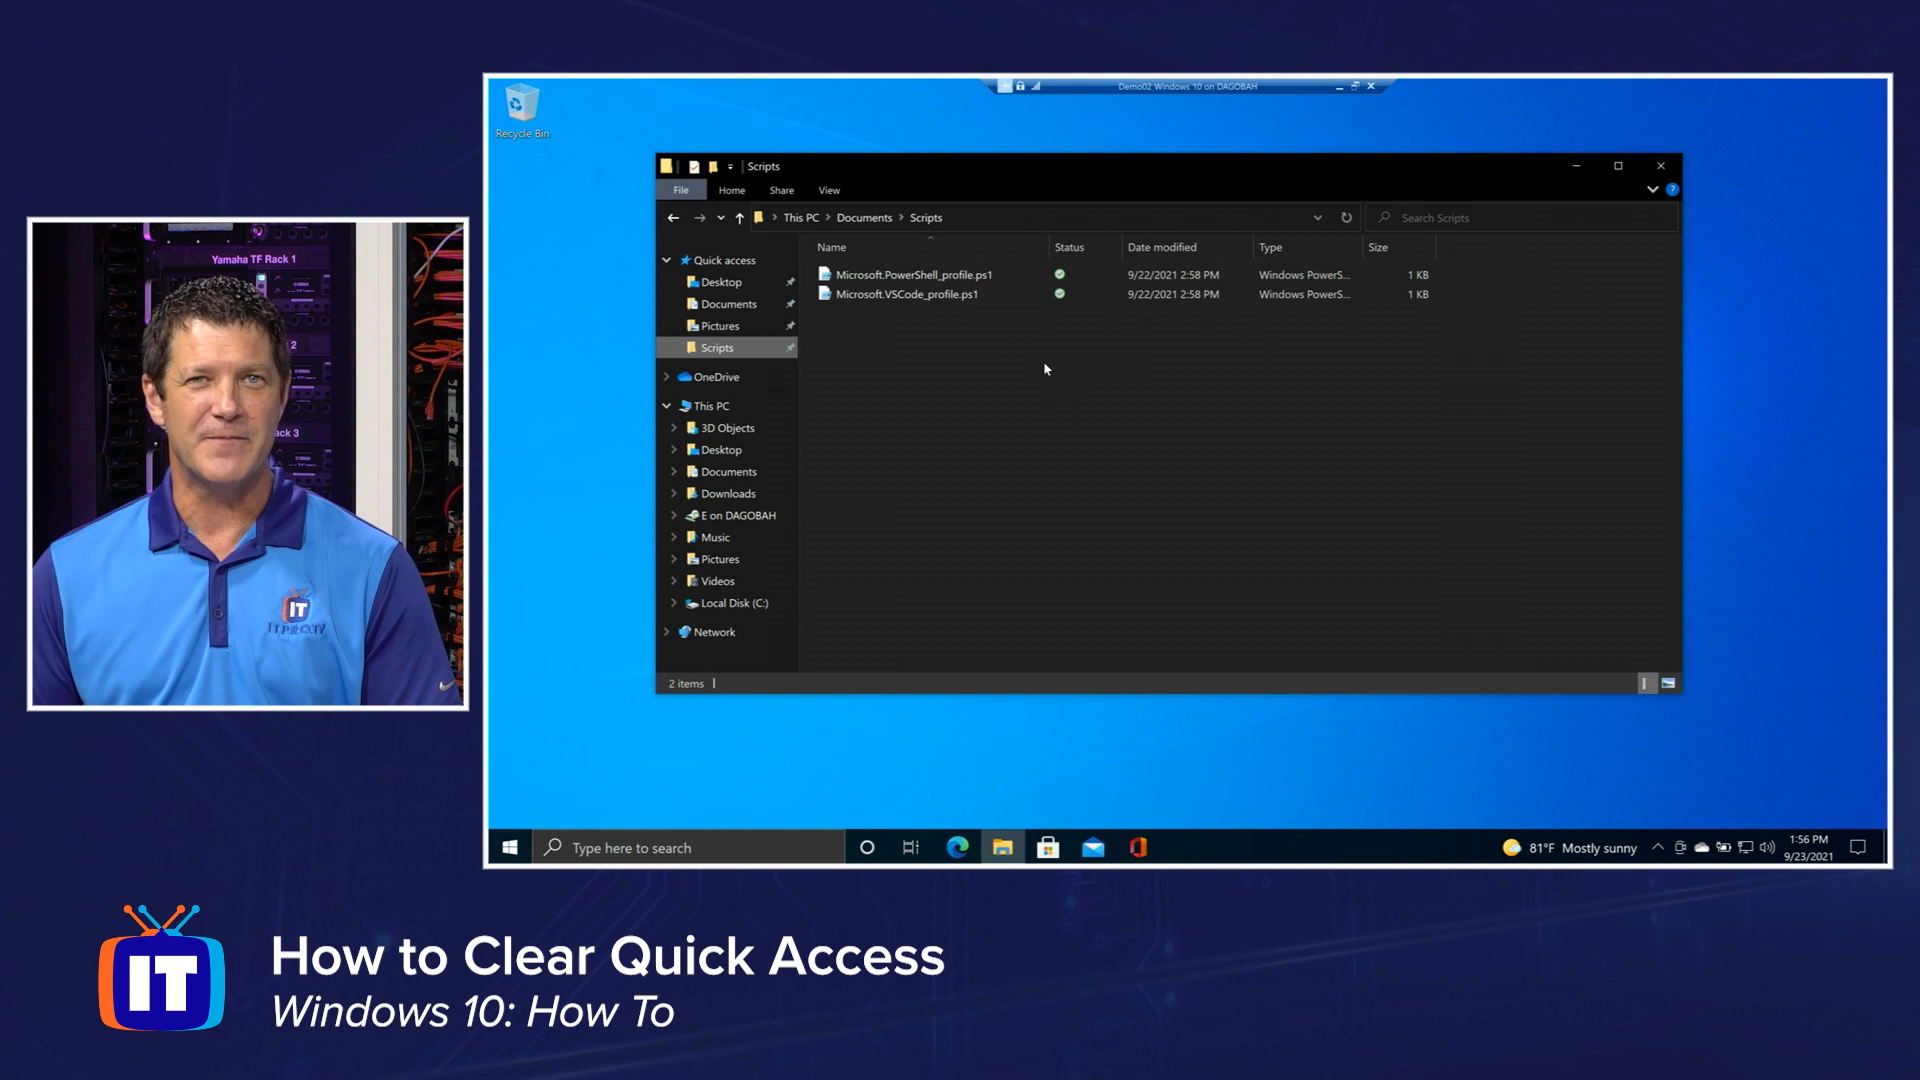 Recycle Bin
Demo02 Windows 10 on DAGOBAH
Scripts
File Home Share View
This PC > Documents > Scripts
Search Scripts
Name Status Date modified Type Size
Microsoft.PowerShell_profile.ps1 9/22/2021 2:58 PM Windows PowerS... 1 KB
Microsoft.VSCode_profile.ps1 9/22/2021 2:58 PM Windows PowerS... 1 KB
Quick access
Desktop
Documents
Pictures
Scripts
OneDrive
This PC
3D Objects
Desktop
Documents
Downloads
E on DAGOBAH
Music
Pictures
Videos
Local Disk (C:)
Network
2 items
Type here to search
81°F Mostly sunny
1:56 PM
9/23/2021
Yamaha TF Rack 1
2
ack 3
IT
ITPRO.TV
IT
How to Clear Quick Access
Windows 10: How To